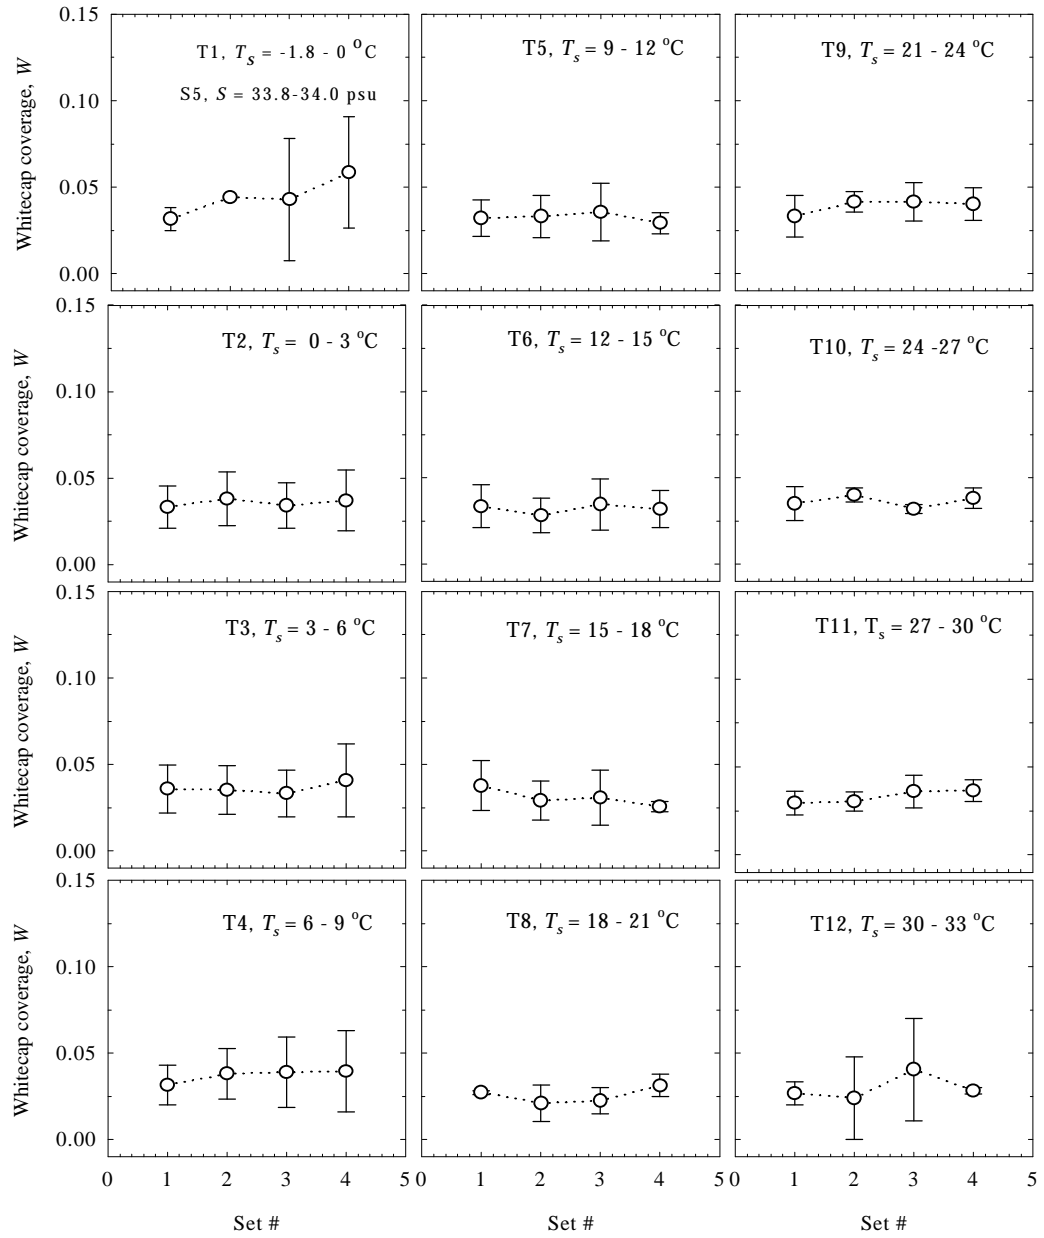 0.15
0.10
0.05
0.00
Whitecap coverage, W
T1, Ts = -1.8 - 0 °C
S5, S = 33.8-34.0 psu
T5, Ts = 9 - 12 °C
T9, Ts = 21 - 24 °C
0.15
0.10
0.05
0.00
Whitecap coverage, W
T2, Ts = 0 - 3 °C
T6, Ts = 12 - 15 °C
T10, Ts = 24 -27 °C
0.15
0.10
0.05
0.00
Whitecap coverage, W
T3, Ts = 3 - 6 °C
T7, Ts = 15 - 18 °C
T11, Ts = 27 - 30 °C
0.15
0.10
0.05
0.00
Whitecap coverage, W
T4, Ts = 6 - 9 °C
T8, Ts = 18 - 21 °C
T12, Ts = 30 - 33 °C
0 1 2 3 4 5 0 1 2 3 4 5 0 1 2 3 4 5
Set # Set # Set #